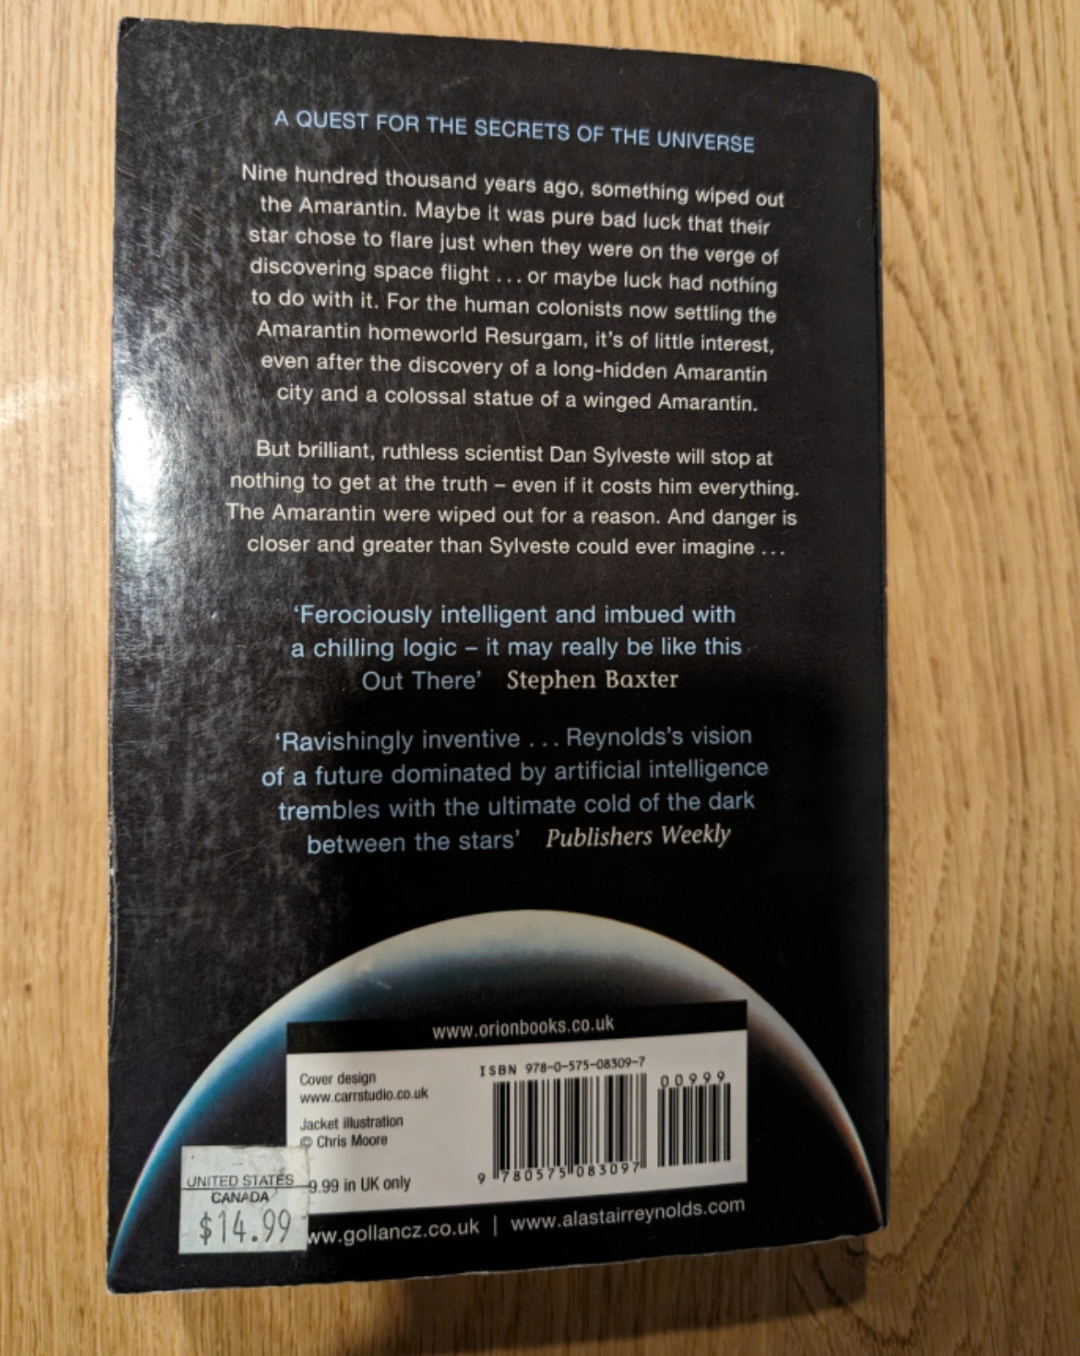 A QUEST FOR THE SECRETS OF THE UNIVERSE
Nine hundred thousand years ago, something wiped out
the Amarantin. Maybe it was pure bad luck that their
star chose to flare just when they were on the verge of
discovering space flight ... or maybe luck had nothing
to do with it. For the human colonists now settling the
Amarantin homeworld Resurgam, it's of little interest,
even after the discovery of a long-hidden Amarantin
city and a colossal statue of a winged Amarantin.
But brilliant, ruthless scientist Dan Sylveste will stop at
nothing to get at the truth – even if it costs him everything.
The Amarantin were wiped out for a reason. And danger is
closer and greater than Sylveste could ever imagine ...
‘Ferociously intelligent and imbued with
a chilling logic – it may really be like this
Out There’ Stephen Baxter
‘Ravishingly inventive ... Reynolds's vision
of a future dominated by artificial intelligence
trembles with the ultimate cold of the dark
between the stars’ Publishers Weekly
www.orionbooks.co.uk
Cover design
www.carrstudio.co.uk
Jacket illustration
© Chris Moore
9.99 in UK only
ISBN 978-0-575-08309-7
00999
9 780575 083097
UNITED STATES
CANADA
$14.99
ww.gollancz.co.uk | www.alastairreynolds.com